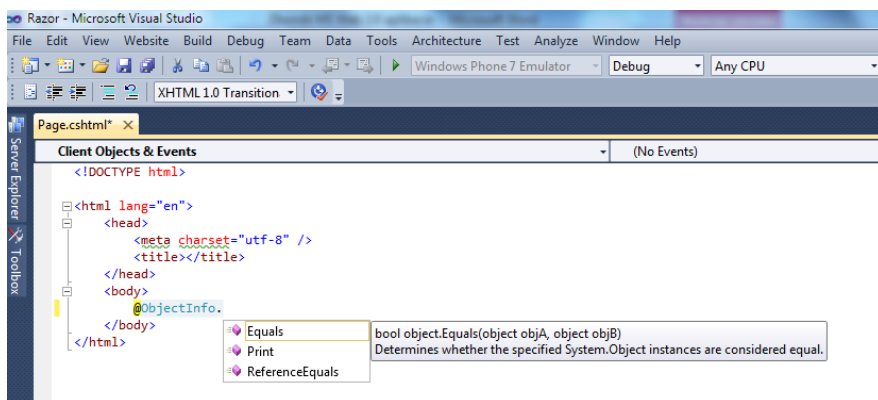 Razor - Microsoft Visual Studio
File Edit View Website Build Debug Team Data Tools Architecture Test Analyze Window Help
Windows Phone 7 Emulator Debug Any CPU
XHTML 1.0 Transition
Page.cshtml*
Server Explorer
Toolbox
Client Objects & Events (No Events)
<!DOCTYPE html>
<html lang="en">
<head>
<meta charset="utf-8" />
<title></title>
</head>
<body>
@ObjectInfo.
</body>
</html>
Equals
Print
ReferenceEquals
bool object.Equals(object objA, object objB)
Determines whether the specified System.Object instances are considered equal.